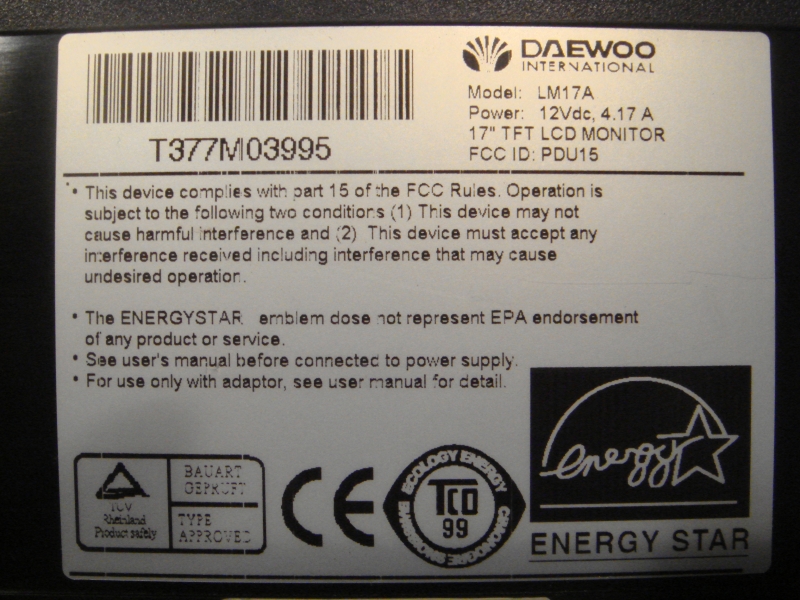 DAEWOO
INTERNATIONAL
Model: LM17A
Power: 12Vdc, 4.17 A
17" TFT LCD MONITOR
FCC ID: PDU15
T377M03995
• This device complies with part 15 of the FCC Rules. Operation is
subject to the following two conditions (1) This device may not
cause harmful interference and (2) This device must accept any
interference received including interference that may cause
undesired operation.
• The ENERGYSTAR emblem dose not represent EPA endorsement
of any product or service.
• See user's manual before connected to power supply.
• For use only with adaptor, see user manual for detail.
TÜV
Rheinland
Product safety
BAUART
GEPRÜFT
TYPE
APPROVED
CE
ECOLOGY ENERGY
TCO
99
EMISSIONS ERGONOMICS
energy
ENERGY STAR